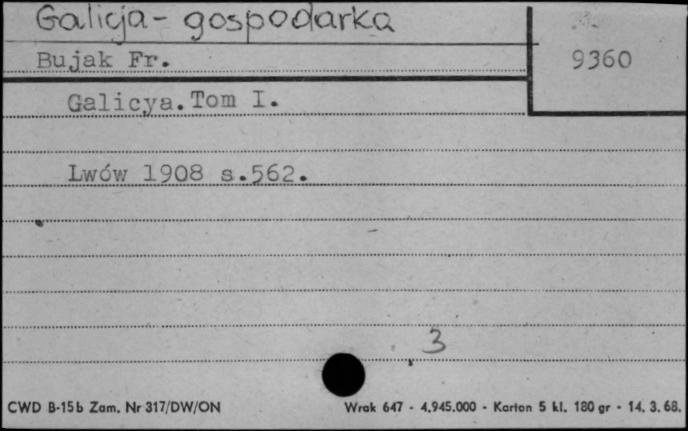 Galicja - gospodarka
Bujak Fr.
9360
Galicya. Tom I.
Lwów 1908 s.562.
3
CWD B-15b Zam. Nr 317/DW/ON
Wrak 647 - 4.945.000 - Karton 5 kl. 180 gr - 14. 3. 68.